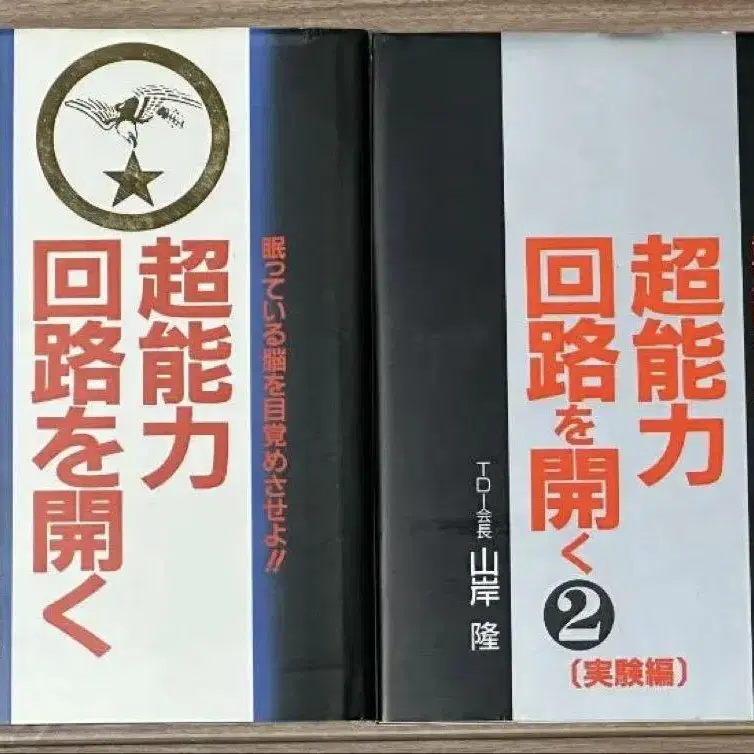 超能力
回路を開く
眠っている脳を目覚めさせよ!!
超能力
回路を開く
2
〔実験編〕
TDI会長 山岸 隆